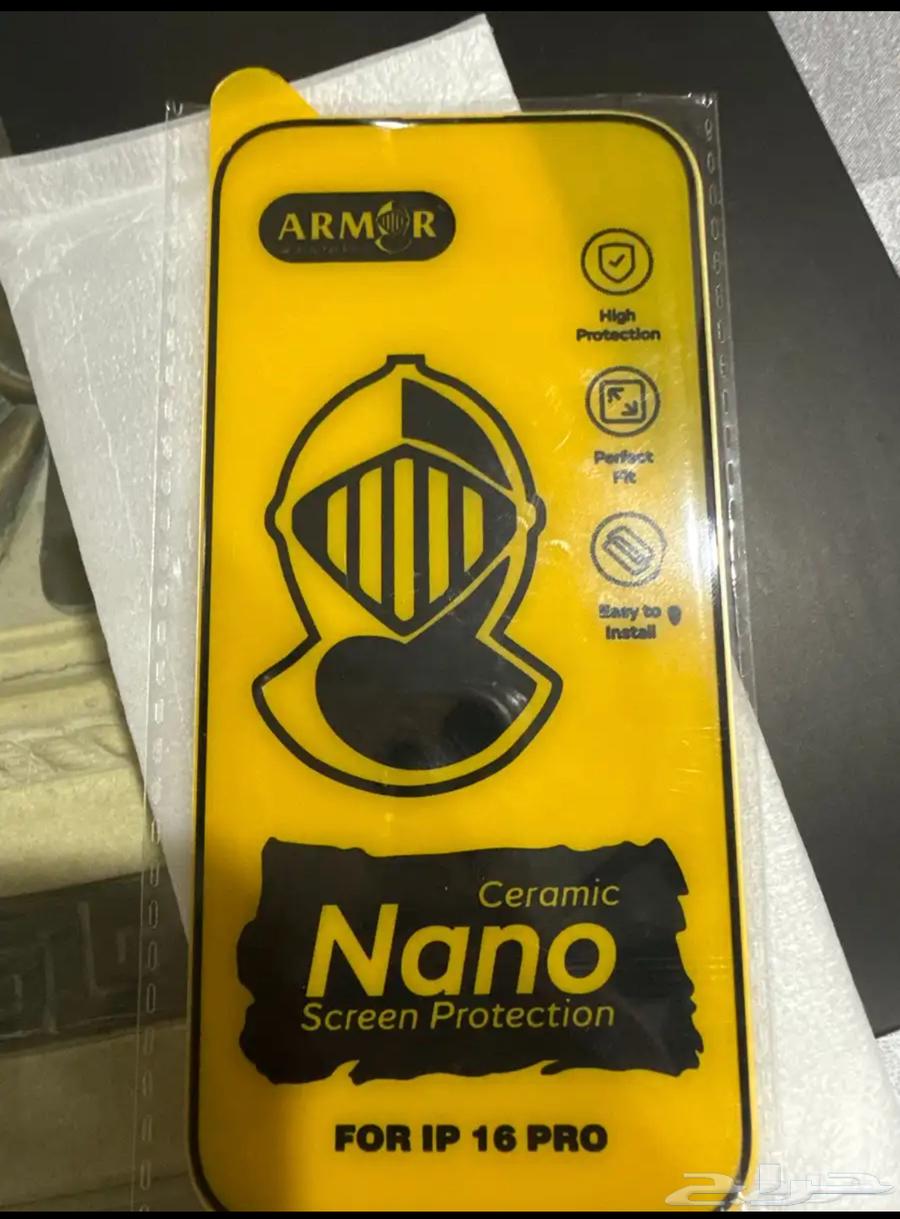 ARMOR
High
Protection
Perfect
Fit
Easy to
Install
Ceramic
Nano
Screen Protection
FOR IP 16 PRO
حراج